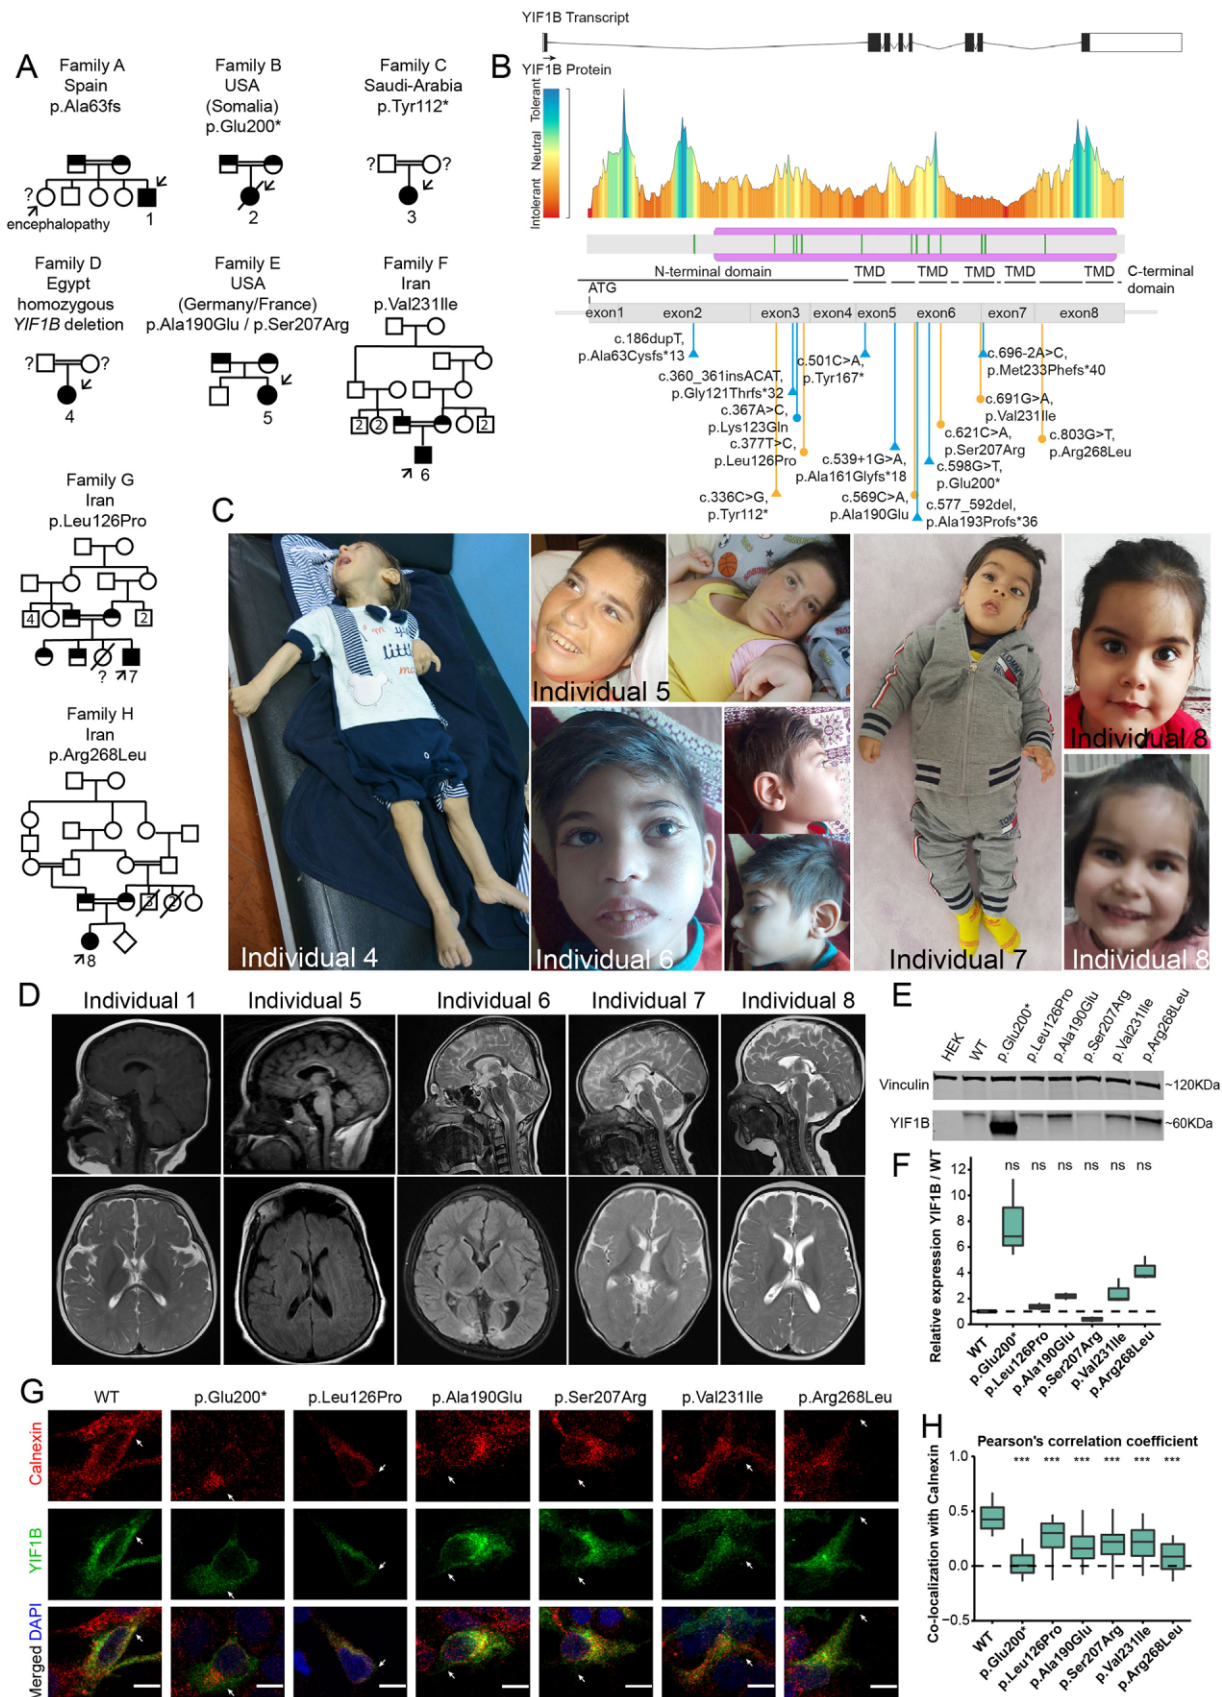 YIF1B Transcript
A
Family A
Spain
p.Ala63fs
Family B
USA
(Somalia)
p.Glu200*
Family C
Saudi-Arabia
p.Tyr112*
?
encephalopathy
1
2
?
?
3
Family D
Egypt
homozygous
YIF1B deletion
?
?
4
Family E
USA
(Germany/France)
p.Ala190Glu / p.Ser207Arg
5
Family F
Iran
p.Val231Ile
2
2
2
6
Family G
Iran
p.Leu126Pro
4
2
?
7
Family H
Iran
p.Arg268Leu
3
2
8
B
YIF1B Protein
Intolerant Neutral Tolerant
N-terminal domain
TMD
TMD
TMD
TMD
TMD
C-terminal
domain
ATG
exon1
exon2
exon3
exon4
exon5
exon6
exon7
exon8
c.186dupT,
p.Ala63Cysfs*13
c.360_361insACAT,
p.Gly121Thrfs*32
c.367A>C,
p.Lys123Gln
c.377T>C,
p.Leu126Pro
c.336C>G,
p.Tyr112*
c.501C>A,
p.Tyr167*
c.539+1G>A,
p.Ala161Glyfs*18
c.569C>A,
p.Ala190Glu
c.696-2A>C,
p.Met233Phefs*40
c.691G>A,
p.Val231Ile
c.621C>A,
p.Ser207Arg
c.803G>T,
p.Arg268Leu
c.598G>T,
p.Glu200*
c.577_592del,
p.Ala193Profs*36
C
little
Individual 4
Individual 5
Individual 6
Individual 7
Individual 8
Individual 8
D
Individual 1
Individual 5
Individual 6
Individual 7
Individual 8
E
HEK
WT
p.Glu200*
p.Leu126Pro
p.Ala190Glu
p.Ser207Arg
p.Val231Ile
p.Arg268Leu
Vinculin
~120KDa
YIF1B
~60KDa
F
Relative expression YIF1B / WT
12
10
8
6
4
2
0
ns
ns
ns
ns
ns
ns
WT
p.Glu200*
p.Leu126Pro
p.Ala190Glu
p.Ser207Arg
p.Val231Ile
p.Arg268Leu
G
WT
p.Glu200*
p.Leu126Pro
p.Ala190Glu
p.Ser207Arg
p.Val231Ile
p.Arg268Leu
Calnexin
YIF1B
Merged DAPI
H
Pearson's correlation coefficient
Co-localization with Calnexin
1.0
0.5
0.0
−0.5
***
***
***
***
***
***
WT
p.Glu200*
p.Leu126Pro
p.Ala190Glu
p.Ser207Arg
p.Val231Ile
p.Arg268Leu